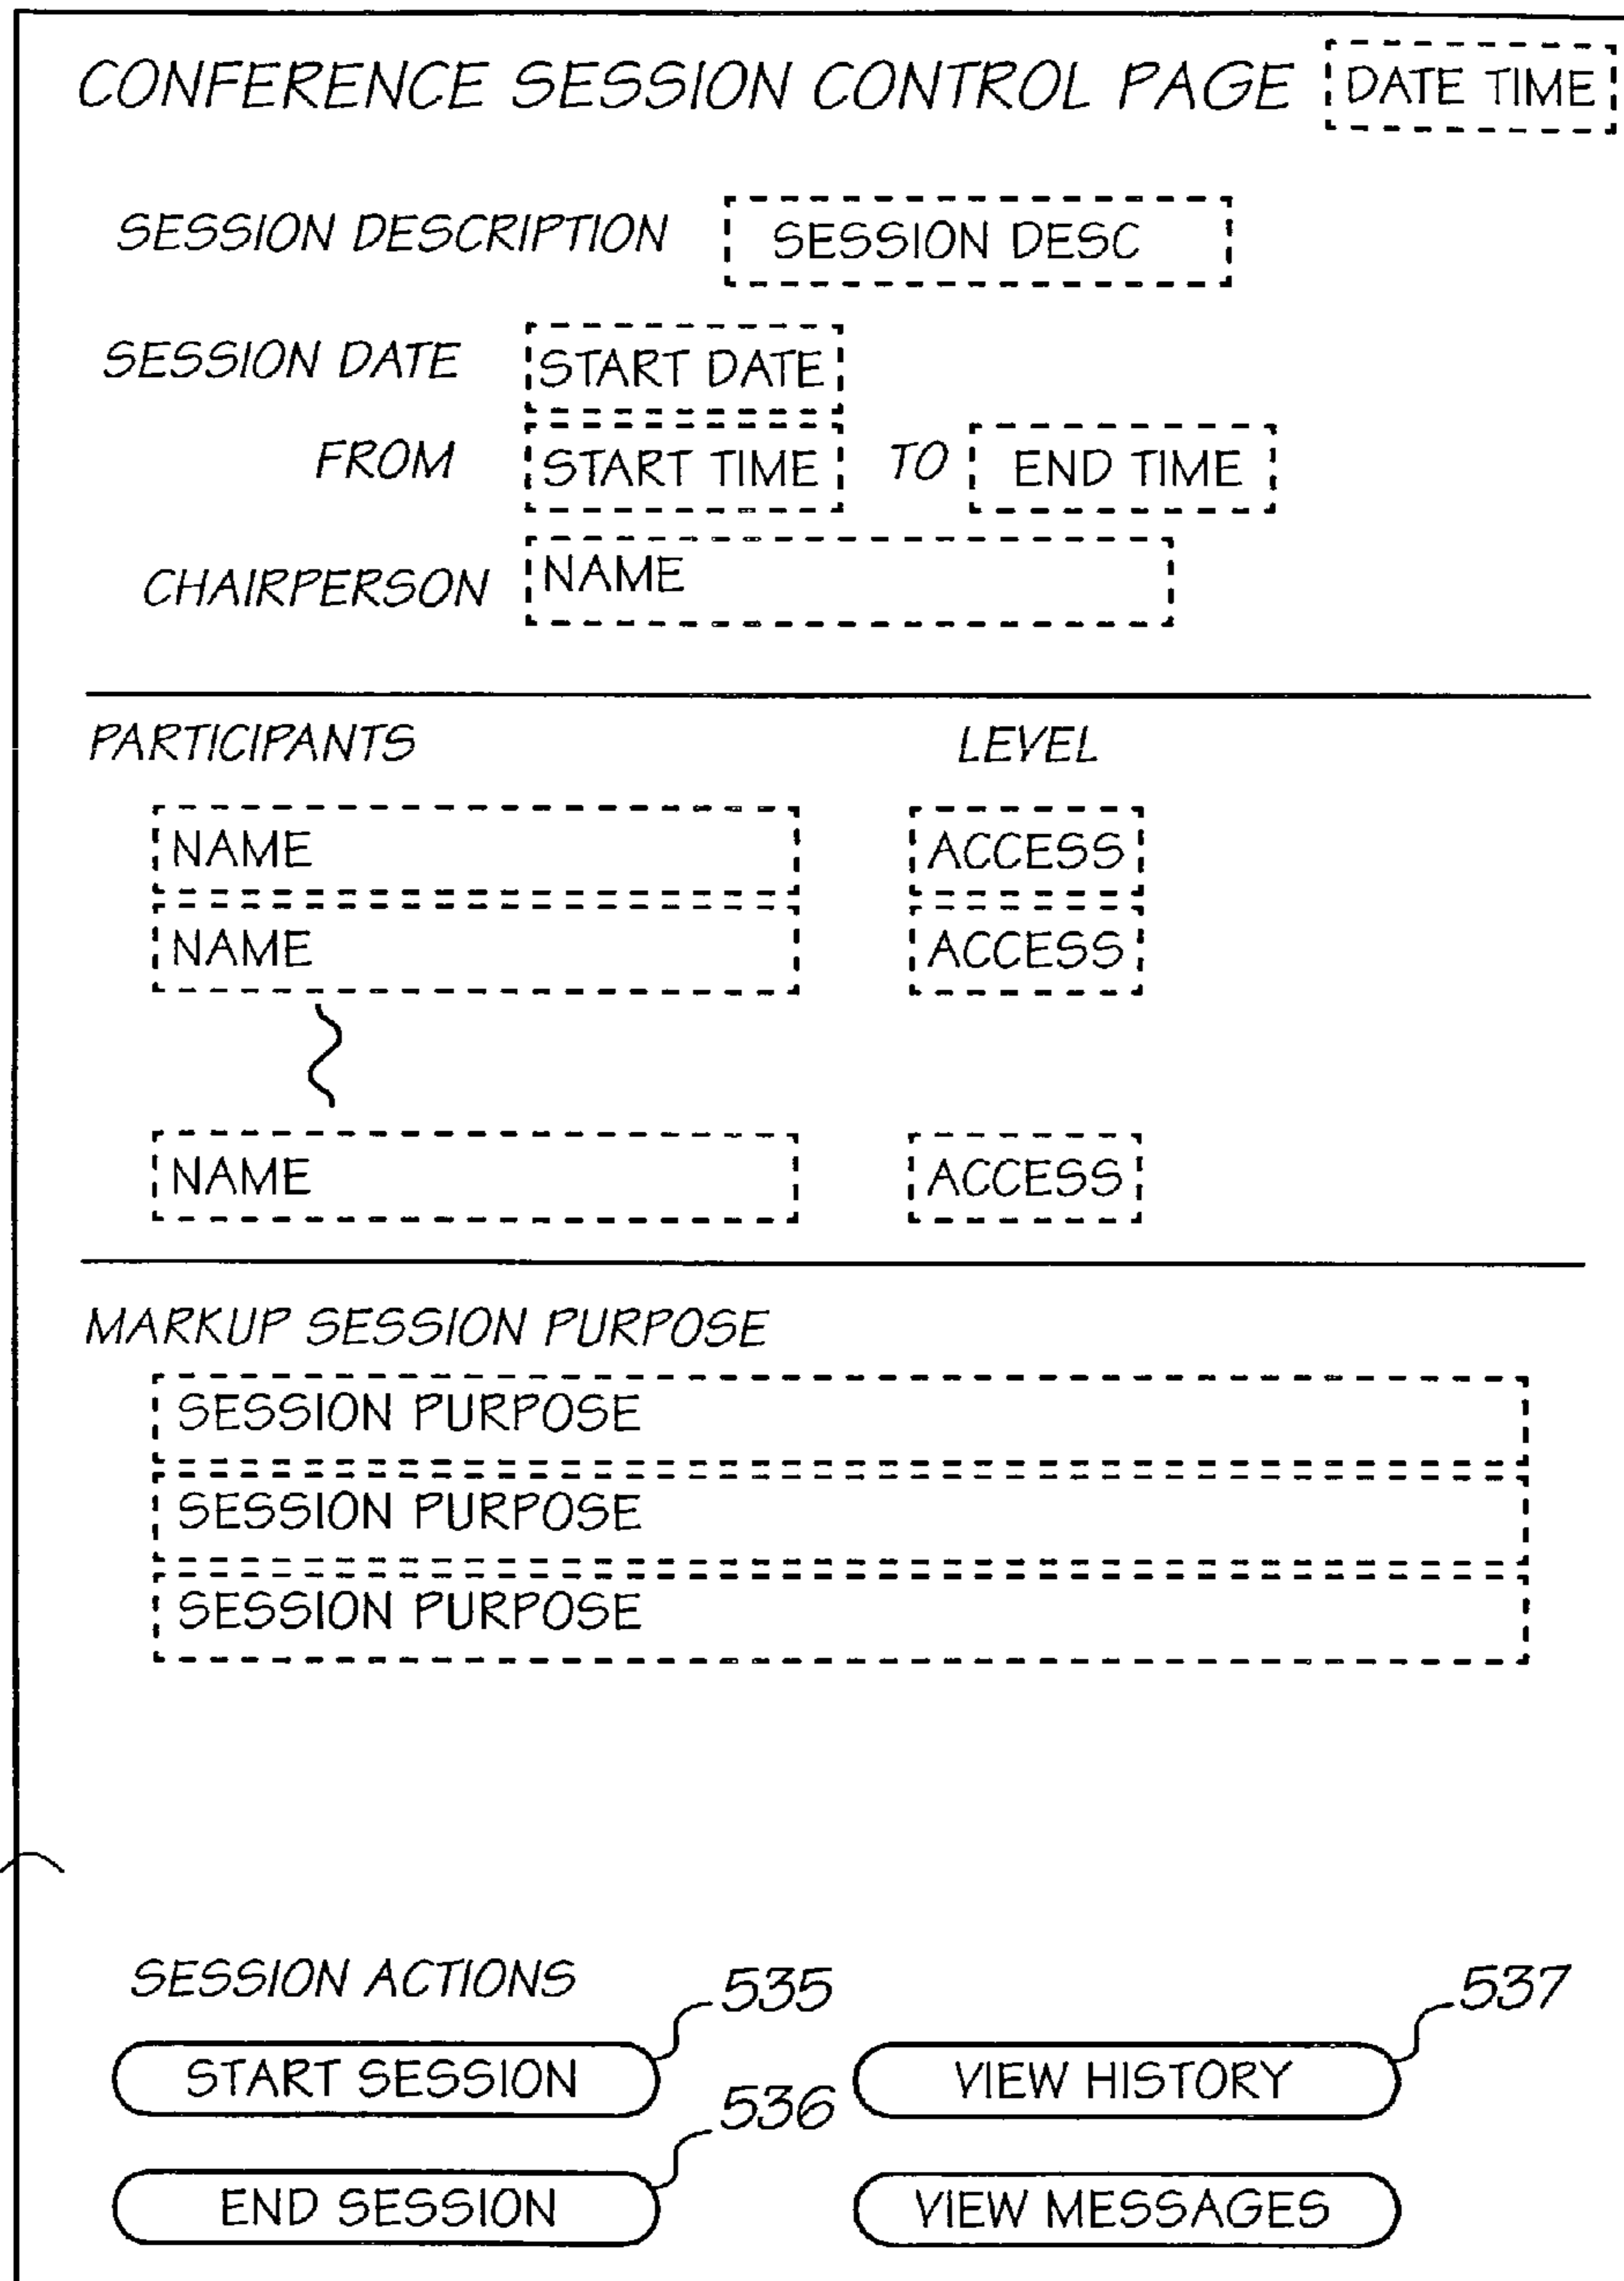 CONFERENCE SESSION CONTROL PAGE DATE TIME
SESSION DESCRIPTION SESSION DESC
SESSION DATE START DATE
FROM START TIME TO END TIME
CHAIRPERSON NAME
PARTICIPANTS LEVEL
NAME ACCESS
NAME ACCESS
NAME ACCESS
MARKUP SESSION PURPOSE
SESSION PURPOSE
SESSION PURPOSE
SESSION PURPOSE
SESSION ACTIONS 535 537
START SESSION VIEW HISTORY
536
END SESSION VIEW MESSAGES